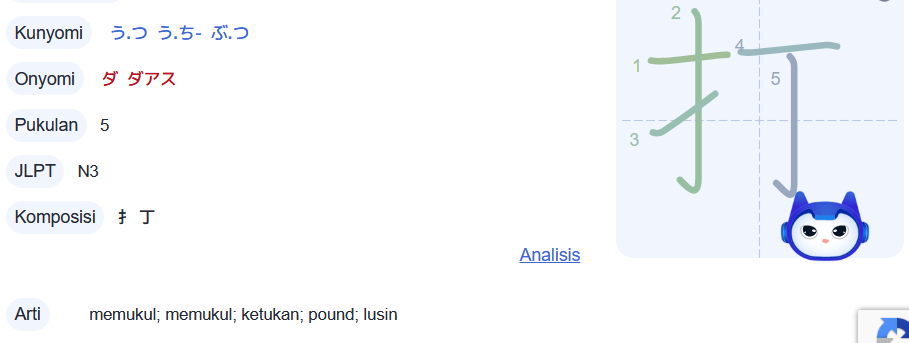 Kunyomi う.つ う.ち- ぶ.つ
Onyomi ダ ダアス
Pukulan 5
JLPT N3
Komposisi 扌 丁
Analisis
Arti memukul; memukul; ketukan; pound; lusin
2
4
1
5
3
打